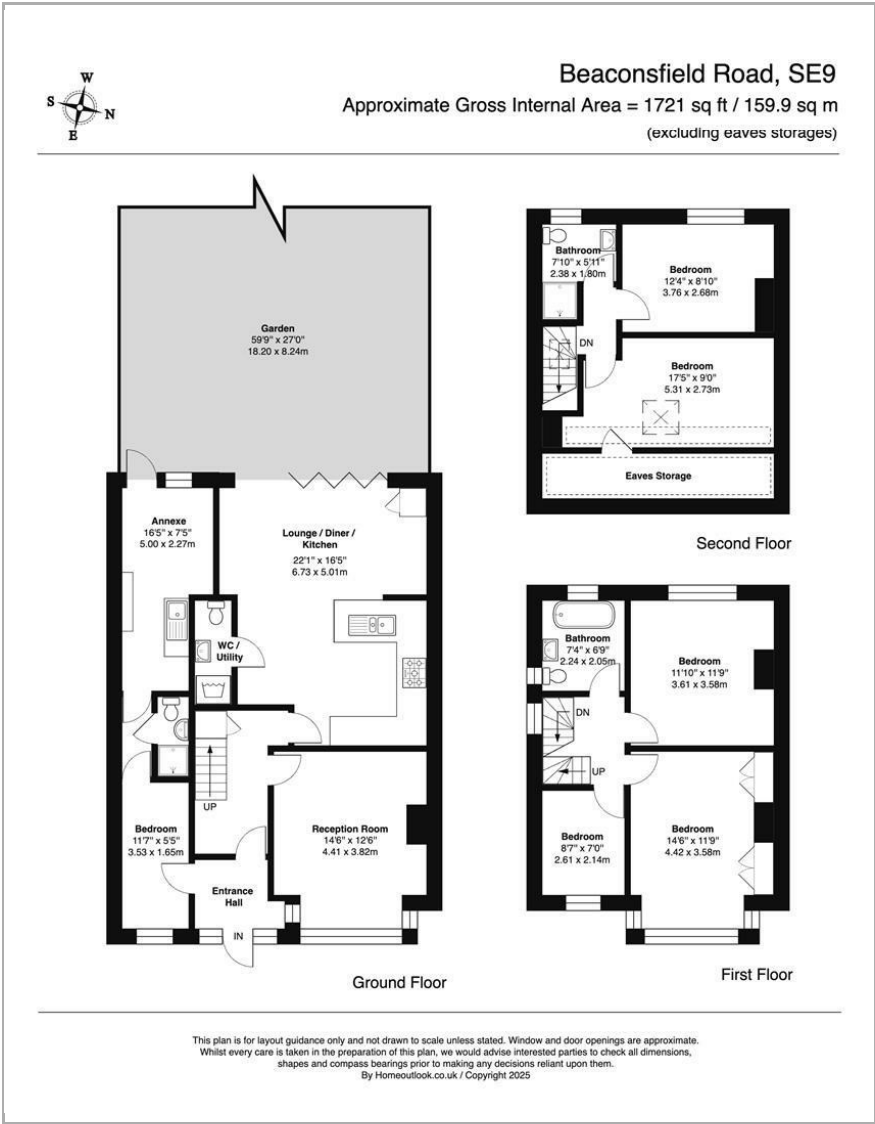 Beaconsfield Road, SE9
Approximate Gross Internal Area = 1721 sq ft / 159.9 sq m
(excluding eaves storages)
W
S
N
E
Garden
59'9" x 27'0"
18.20 x 8.24m
Annexe
16'5" x 7'5"
5.00 x 2.27m
Lounge / Diner /
Kitchen
22'1" x 16'5"
6.73 x 5.01m
WC /
Utility
UP
Bedroom
11'7" x 5'5"
3.53 x 1.65m
Reception Room
14'6" x 12'6"
4.41 x 3.82m
Entrance
Hall
IN
Ground Floor
Bathroom
7'10" x 5'11"
2.38 x 1.80m
Bedroom
12'4" x 8'10"
3.76 x 2.68m
DN
Bedroom
17'5" x 9'0"
5.31 x 2.73m
Eaves Storage
Second Floor
Bathroom
7'4" x 6'9"
2.24 x 2.05m
Bedroom
11'10" x 11'9"
3.61 x 3.58m
DN
UP
Bedroom
8'7" x 7'0"
2.61 x 2.14m
Bedroom
14'6" x 11'9"
4.42 x 3.58m
First Floor
This plan is for layout guidance only and not drawn to scale unless stated. Window and door openings are approximate.
Whilst every care is taken in the preparation of this plan, we would advise interested parties to check all dimensions,
shapes and compass bearings prior to making any decisions reliant upon them.
By Homeoutlook.co.uk / Copyright 2025